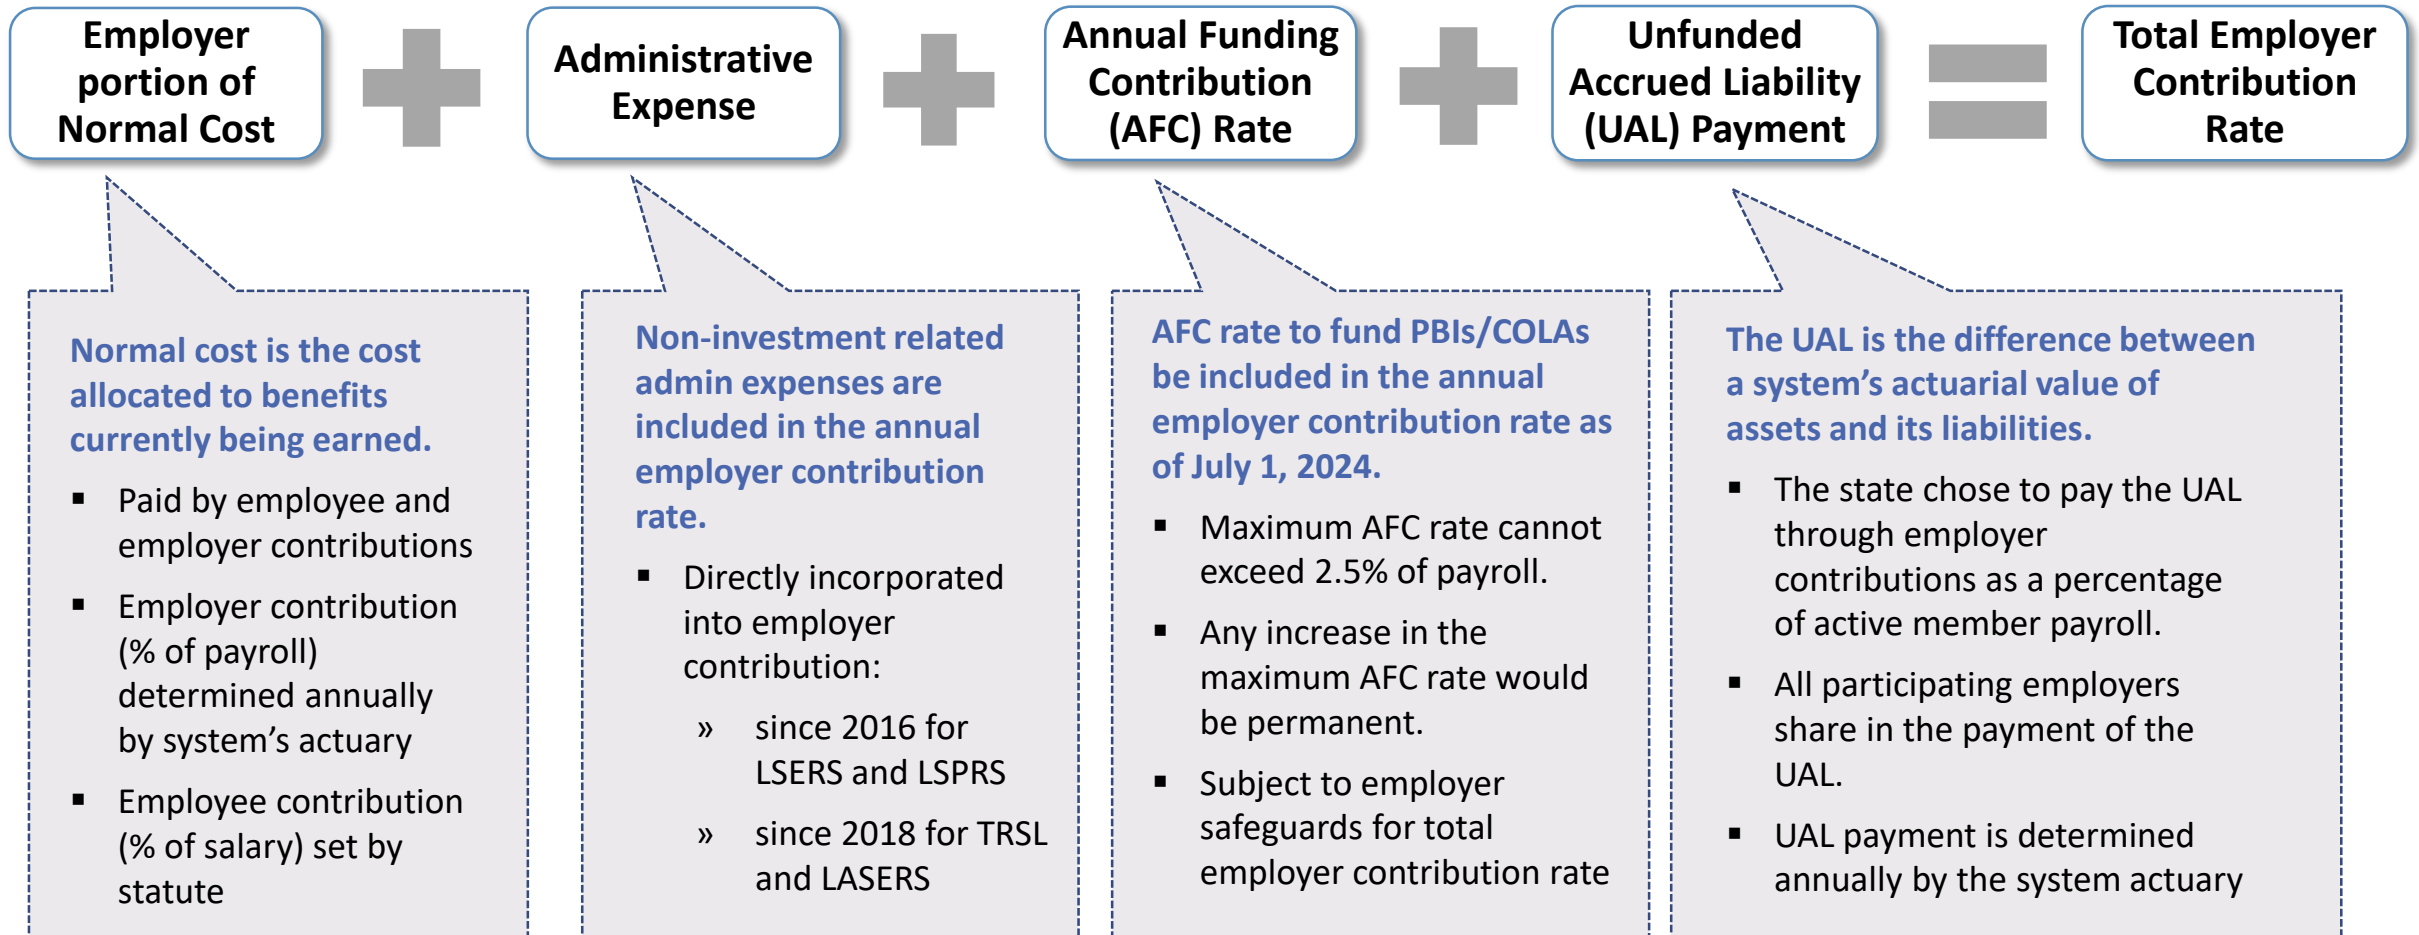 Employer
portion of
Normal Cost
Administrative
Expense
Annual Funding
Contribution
(AFC) Rate
Unfunded
Accrued Liability
(UAL) Payment
Total Employer
Contribution
Rate
Normal cost is the cost
allocated to benefits
currently being earned.
▪ Paid by employee and
employer contributions
▪ Employer contribution
(% of payroll)
determined annually
by system’s actuary
▪ Employee contribution
(% of salary) set by
statute
Non-investment related
admin expenses are
included in the annual
employer contribution
rate.
▪ Directly incorporated
into employer
contribution:
» since 2016 for
LSERS and LSPRS
» since 2018 for TRSL
and LASERS
AFC rate to fund PBIs/COLAs
be included in the annual
employer contribution rate as
of July 1, 2024.
▪ Maximum AFC rate cannot
exceed 2.5% of payroll.
▪ Any increase in the
maximum AFC rate would
be permanent.
▪ Subject to employer
safeguards for total
employer contribution rate
The UAL is the difference between
a system’s actuarial value of
assets and its liabilities.
▪ The state chose to pay the UAL
through employer
contributions as a percentage
of active member payroll.
▪ All participating employers
share in the payment of the
UAL.
▪ UAL payment is determined
annually by the system actuary